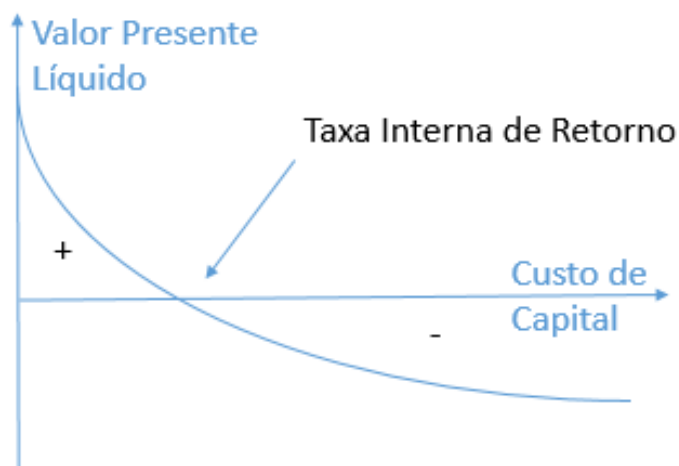 Valor Presente
Líquido
Taxa Interna de Retorno
+
Custo de
Capital
-